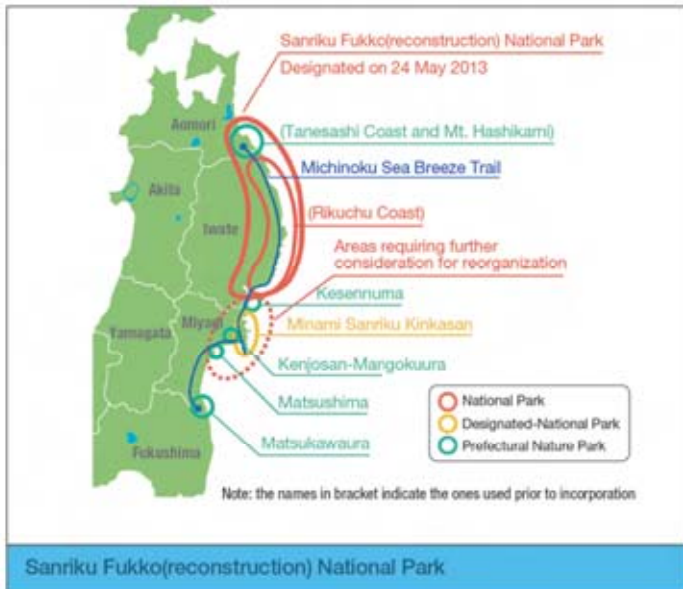 Sanriku Fukko(reconstruction) National Park
Designated on 24 May 2013
Aomori
(Tanesashi Coast and Mt. Hashikami)
Michinoku Sea Breeze Trail
Akita
Iwate
(Rikuchu Coast)
Areas requiring further
consideration for reorganization
Kesennuma
Miyagi
Yamagata
Minami Sanriku Kinkasan
Kenjosan-Mangokuura
Matsushima
Matsukawaura
Fukushima
National Park
Designated-National Park
Prefectural Nature Park
Note: the names in bracket indicate the ones used prior to incorporation
Sanriku Fukko(reconstruction) National Park